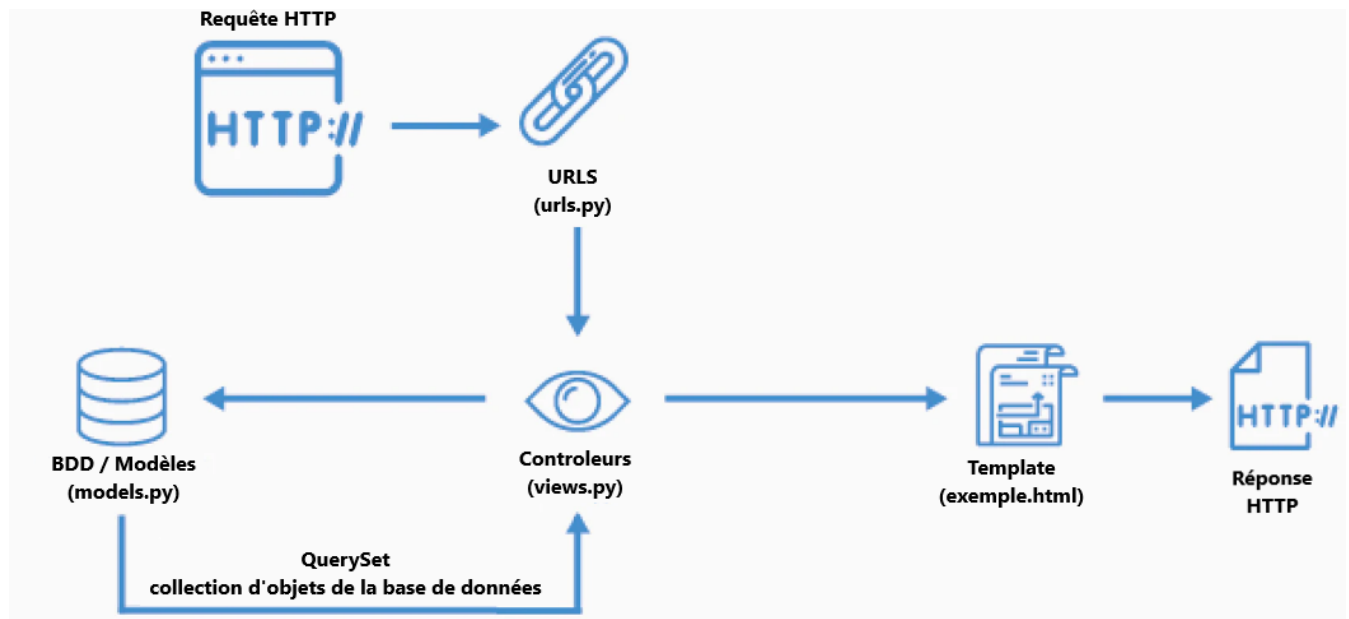 Requête HTTP
HTTP://
URLS
(urls.py)
BDD / Modèles
(models.py)
Controleurs
(views.py)
Template
(exemple.html)
HTTP://
Réponse
HTTP
QuerySet
collection d'objets de la base de données